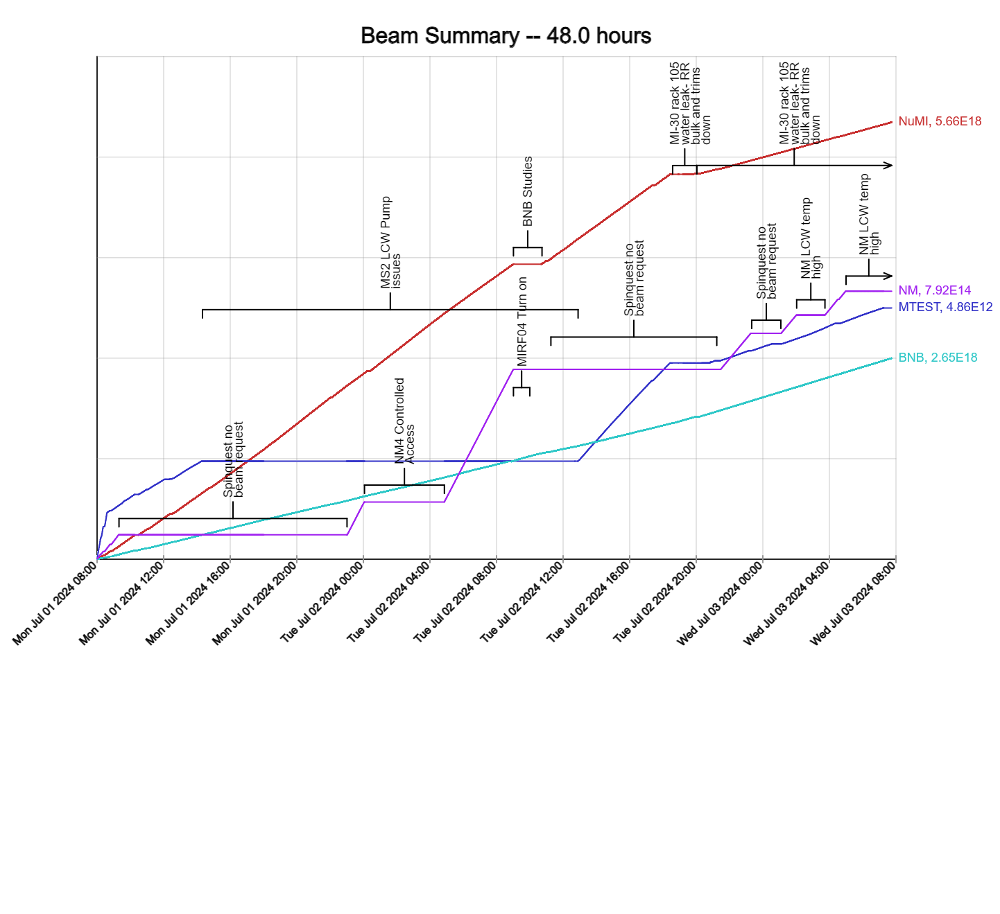 Beam Summary -- 48.0 hours
MI-30 rack 105
water leak- RR
bulk and trims
down
MI-30 rack 105
water leak- RR
bulk and trims
down
NuMI, 5.66E18
BNB Studies
MS2 LCW Pump
issues
NM LCW temp
high
NM LCW temp
high
Spinquest no
beam request
Spinquest no
beam request
MIRF04 Turn on
NM, 7.92E14
MTEST, 4.86E12
BNB, 2.65E18
NM4 Controlled
Access
Spinquest no
beam request
Mon Jul 01 2024 08:00
Mon Jul 01 2024 12:00
Mon Jul 01 2024 16:00
Mon Jul 01 2024 20:00
Tue Jul 02 2024 00:00
Tue Jul 02 2024 04:00
Tue Jul 02 2024 08:00
Tue Jul 02 2024 12:00
Tue Jul 02 2024 16:00
Tue Jul 02 2024 20:00
Wed Jul 03 2024 00:00
Wed Jul 03 2024 04:00
Wed Jul 03 2024 08:00